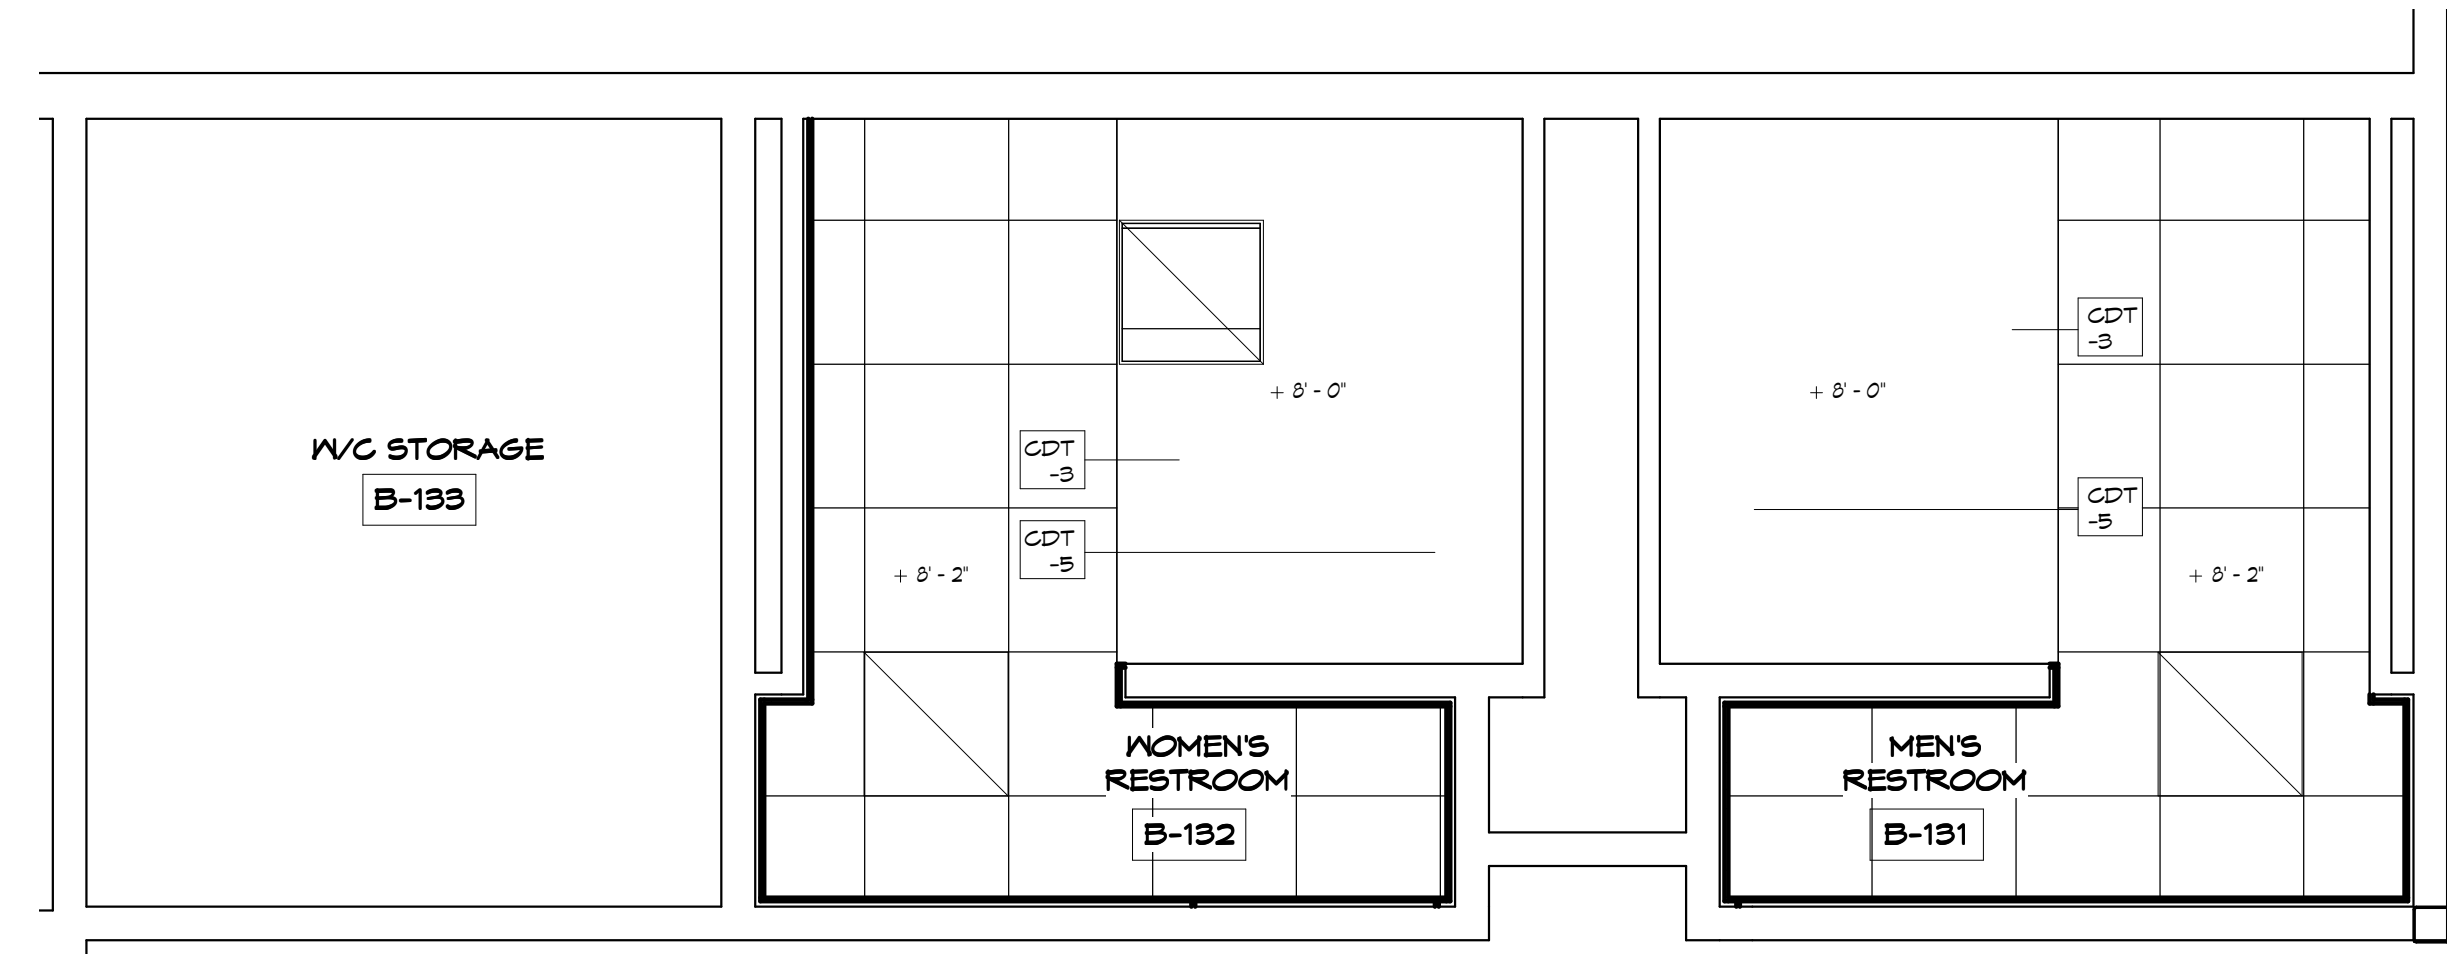 CDT
-3
+ 8' - 0"
+ 8' - 0"
W/C STORAGE
B-133
CDT
-3
CDT
-5
CDT
-5
+ 8' - 2"
+ 8' - 2"
WOMEN'S
RESTROOM
B-132
MEN'S
RESTROOM
B-131